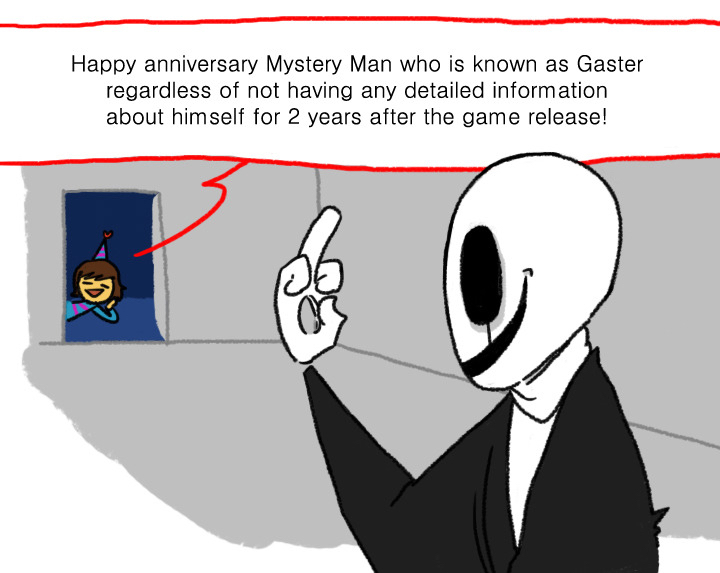 Happy anniversary Mystery Man who is known as Gaster
regardless of not having any detailed information
about himself for 2 years after the game release!